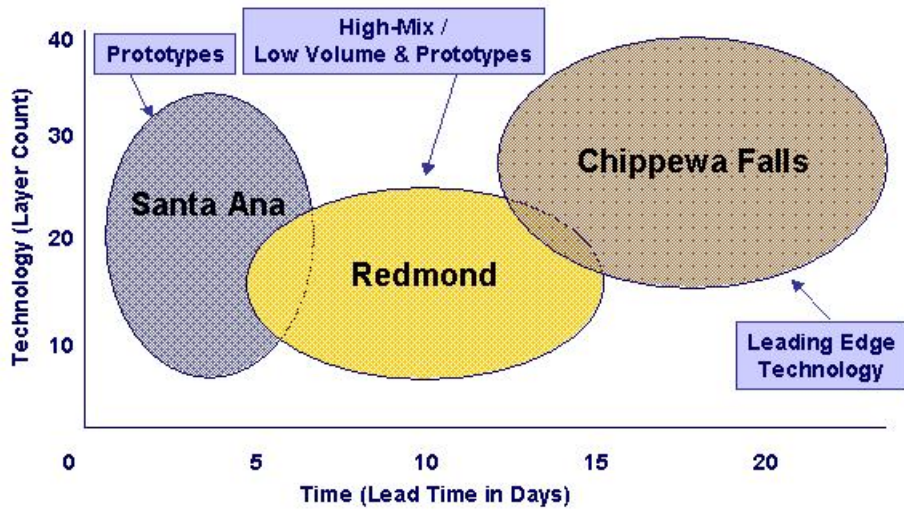 High-Mix /
Low Volume & Prototypes
Prototypes
40
30
20
10
0
Technology (Layer Count)
Santa Ana
Redmond
Chippewa Falls
Leading Edge
Technology
5
10
15
20
Time (Lead Time in Days)